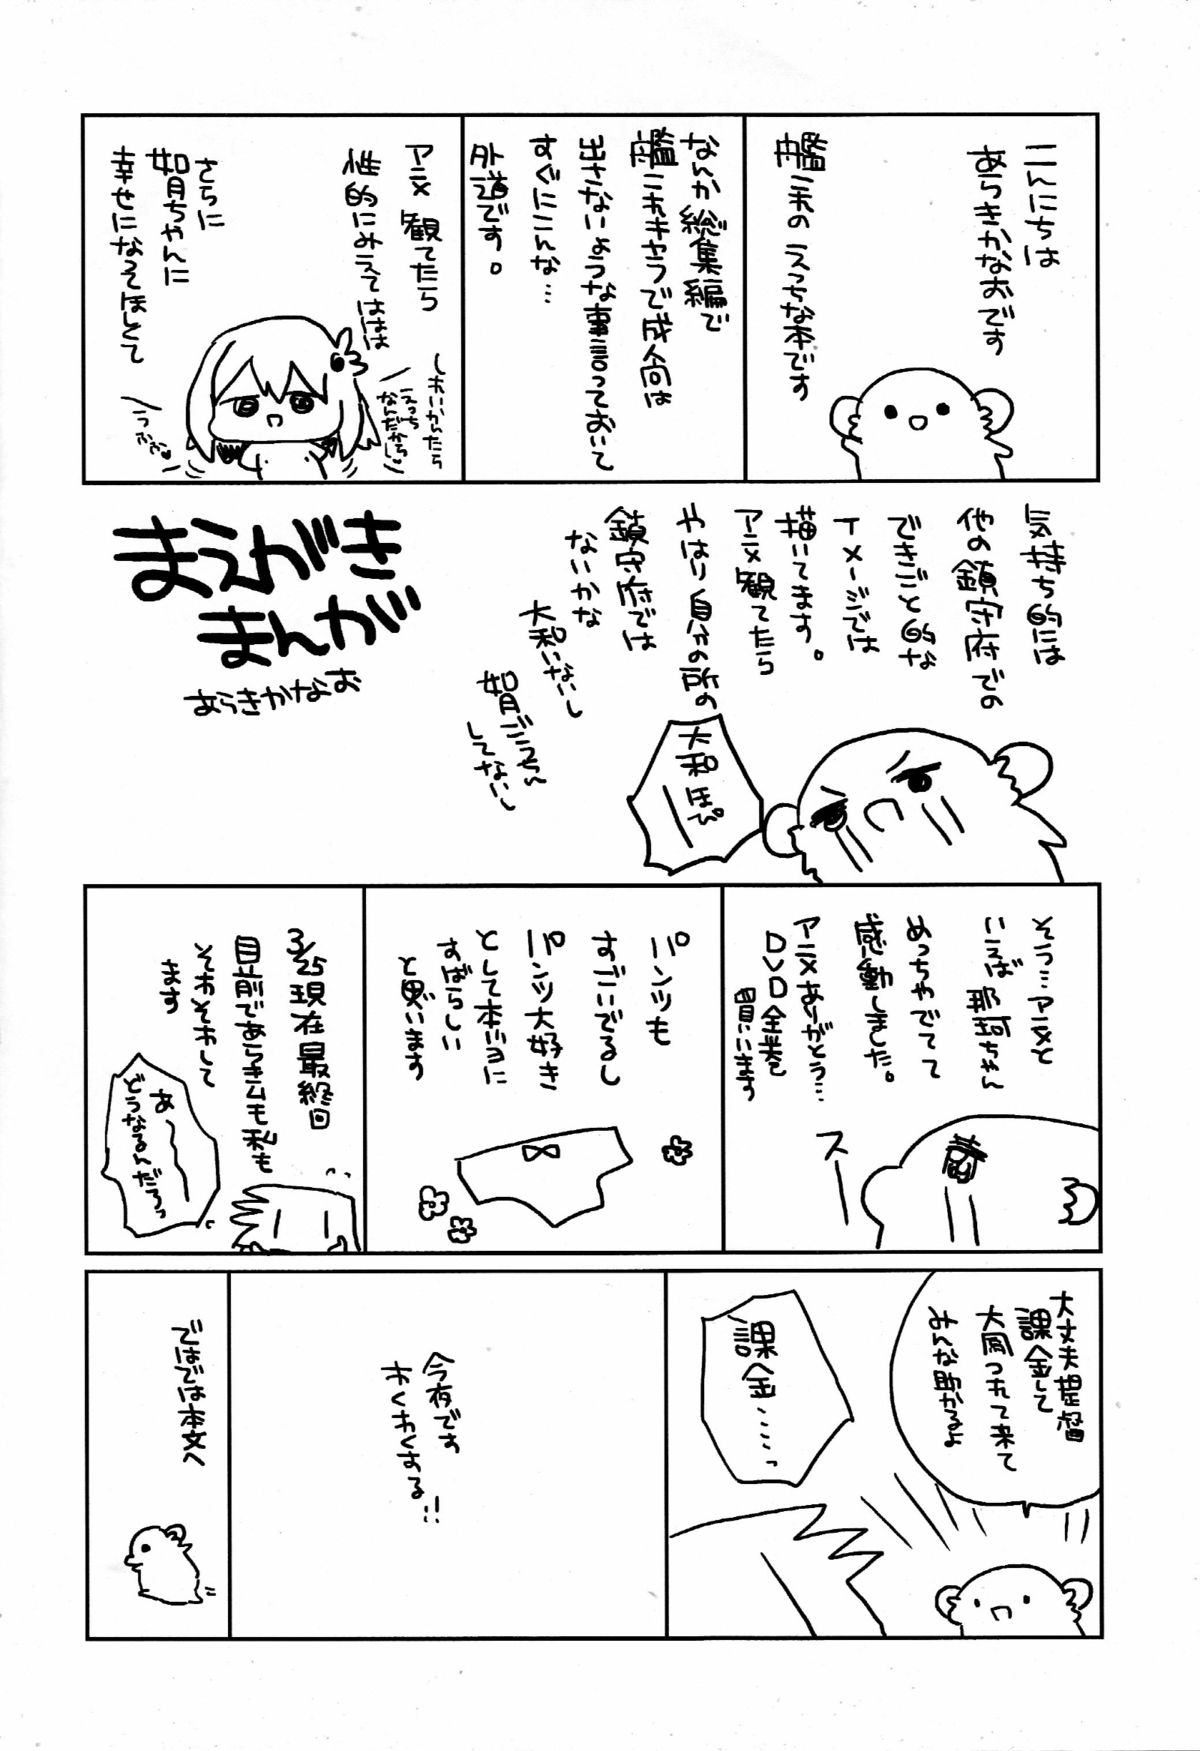 こんにちは
あらきかなおです
艦これの えっちな本です
なんか総集編で
艦これキャラで成人向は
出さないような事言っておいて
すぐにこんな…
外道です。
アニメ 観てたら
性的にみえてはは
さらに
如月ちゃんに
幸せになってほしくて
しおいかんたら
えっち
なんだから♡
うふふ♡
まえがき
まんが
あらきかなお
気持ち的には
他の鎮守府での
できごと的な
イメージでは
描いてます。
アニメ観てたら
やはり自分の所の
鎮守府では
ないかな
大和いないし
如月ごうちん
してないし
大和ほぴ
そう…アニメと
いえば 那珂ちゃん
めっちゃでてて
感動しました。
アニメありがとう…
DVD全巻
買います
スー
パンツも
すごいでるし
パンツ大好き
として本当に
すばらしい
と思います
3/25現在 最終回
目前であらきムも私も
そわそわして
ます
あ〜〜
どうなるんだろっ
大丈夫提督
課金して
大鳳つれて来て
みんな助かるよ
課金……っ
今夜です
わくわくする!!
ではでは本文へ